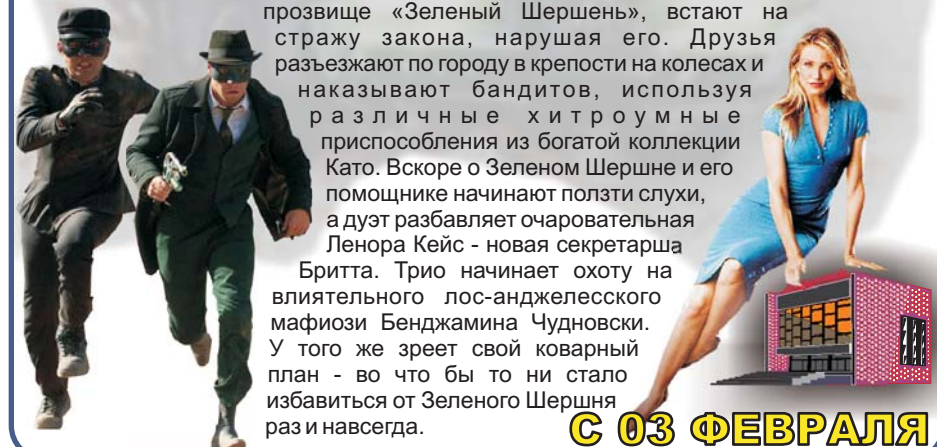 прозвище «Зеленый Шершень», встают на
стражу закона, нарушая его. Друзья
разъезжают по городу в крепости на колесах и
наказывают бандитов, используя
различные хитроумные
приспособления из богатой коллекции
Като. Вскоре о Зеленом Шершне и его
помощнике начинают ползти слухи,
а дуэт разбавляет очаровательная
Ленора Кейс - новая секретарша
Бритта. Трио начинает охоту на
влиятельного лос-анджелесского
мафиози Бенджамина Чудновски.
У того же зреет свой коварный
план - во что бы то ни стало
избавиться от Зеленого Шершня
раз и навсегда.
С 03 ФЕВРАЛЯ